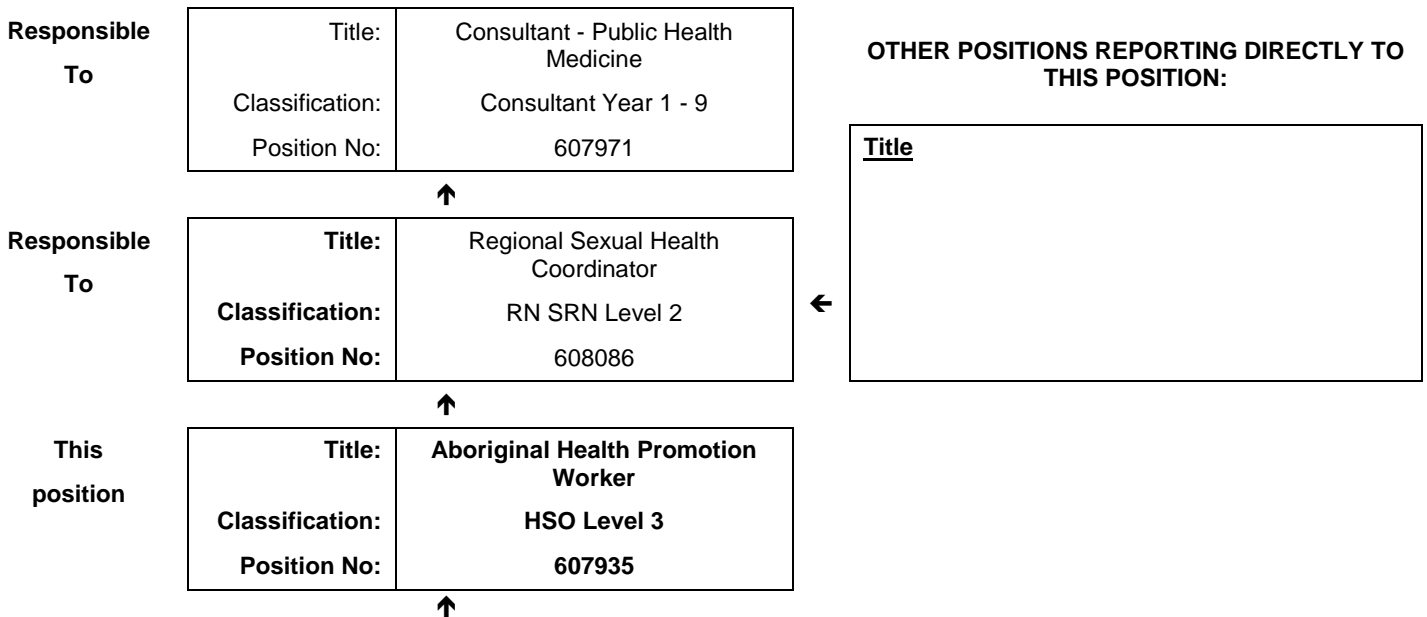 Responsible
To
Title:
Consultant - Public Health
Medicine
Classification:
Consultant Year 1 - 9
Position No:
607971
OTHER POSITIONS REPORTING DIRECTLY TO
THIS POSITION:
Title
Responsible
To
Title:
Regional Sexual Health
Coordinator
Classification:
RN SRN Level 2
Position No:
608086
This
position
Title:
Aboriginal Health Promotion
Worker
Classification:
HSO Level 3
Position No:
607935